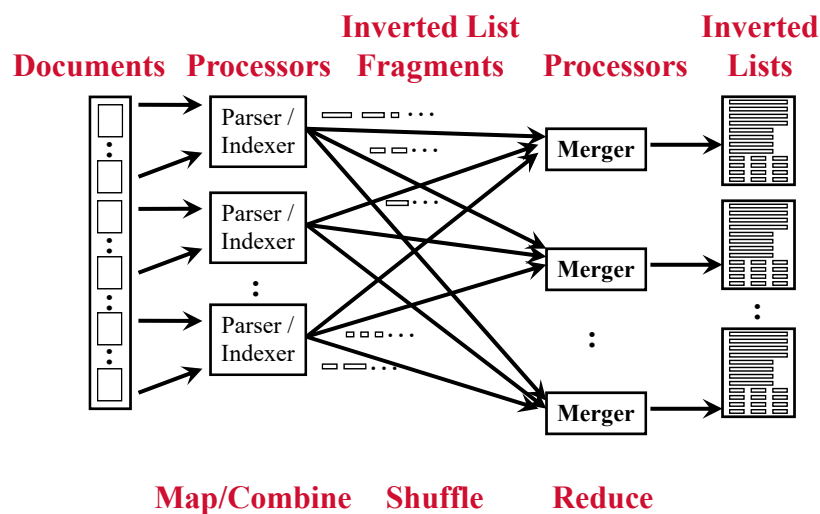 Documents
Processors
Inverted List
Fragments
Processors
Inverted
Lists
Parser /
Indexer
Parser /
Indexer
Parser /
Indexer
Merger
Merger
Merger
Map/Combine
Shuffle
Reduce